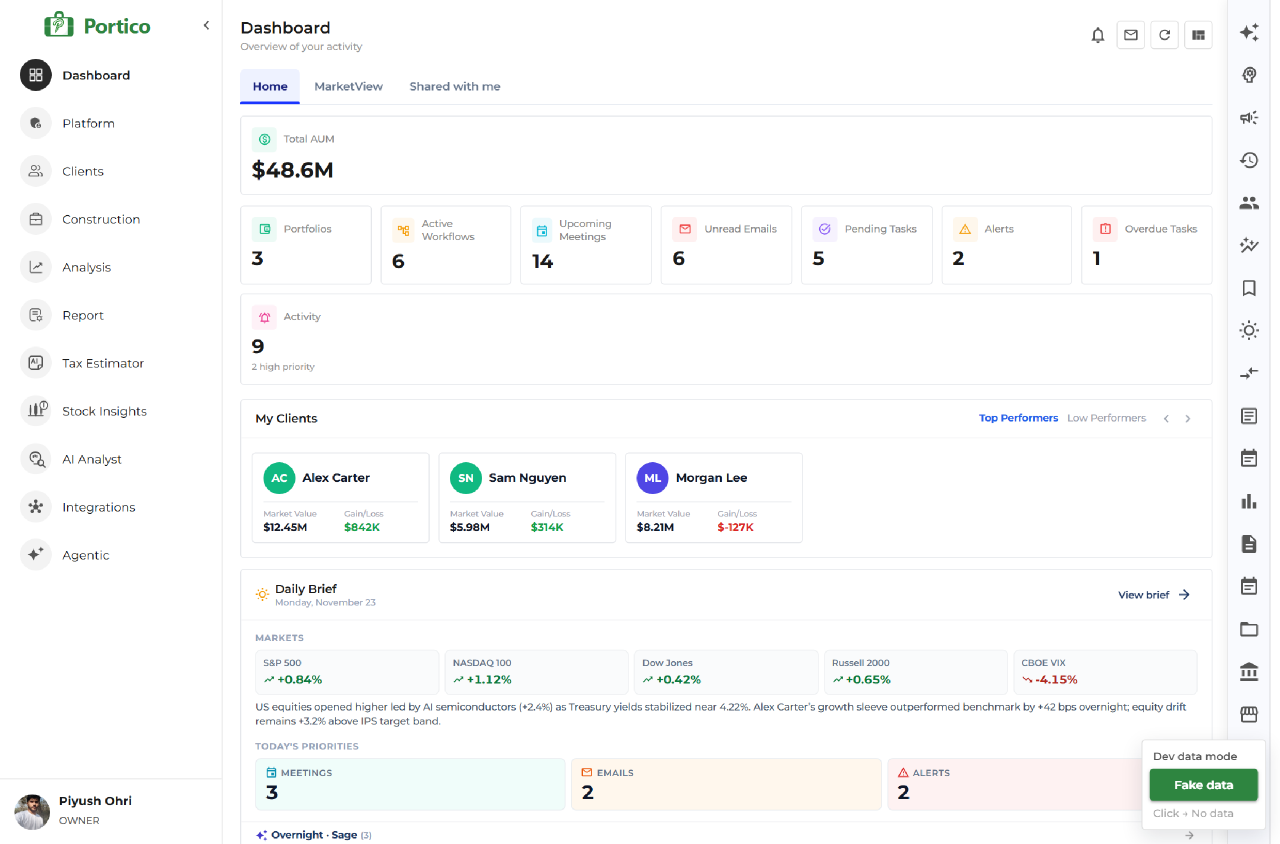 Portico
Dashboard
Platform
Clients
Construction
Analysis
Report
Tax Estimator
Stock Insights
AI Analyst
Integrations
Agentic
Piyush Ohri
OWNER
Dashboard
Overview of your activity
Home MarketView Shared with me
Total AUM
$48.6M
Portfolios
3
Active
Workflows
6
Upcoming
Meetings
14
Unread Emails
6
Pending Tasks
5
Alerts
2
Overdue Tasks
1
Activity
9
2 high priority
My Clients
Top Performers Low Performers
AC Alex Carter
Market Value Gain/Loss
$12.45M $842K
SN Sam Nguyen
Market Value Gain/Loss
$5.98M $314K
ML Morgan Lee
Market Value Gain/Loss
$8.21M $-127K
Daily Brief
Monday, November 23
View brief
MARKETS
S&P 500
+0.84%
NASDAQ 100
+1.12%
Dow Jones
+0.42%
Russell 2000
+0.65%
CBOE VIX
-4.15%
US equities opened higher led by AI semiconductors (+2.4%) as Treasury yields stabilized near 4.22%. Alex Carter's growth sleeve outperformed benchmark by +42 bps overnight; equity drift
remains +3.2% above IPS target band.
TODAY'S PRIORITIES
MEETINGS
3
EMAILS
2
ALERTS
2
Overnight · Sage (3)
Dev data mode
Fake data
Click → No data